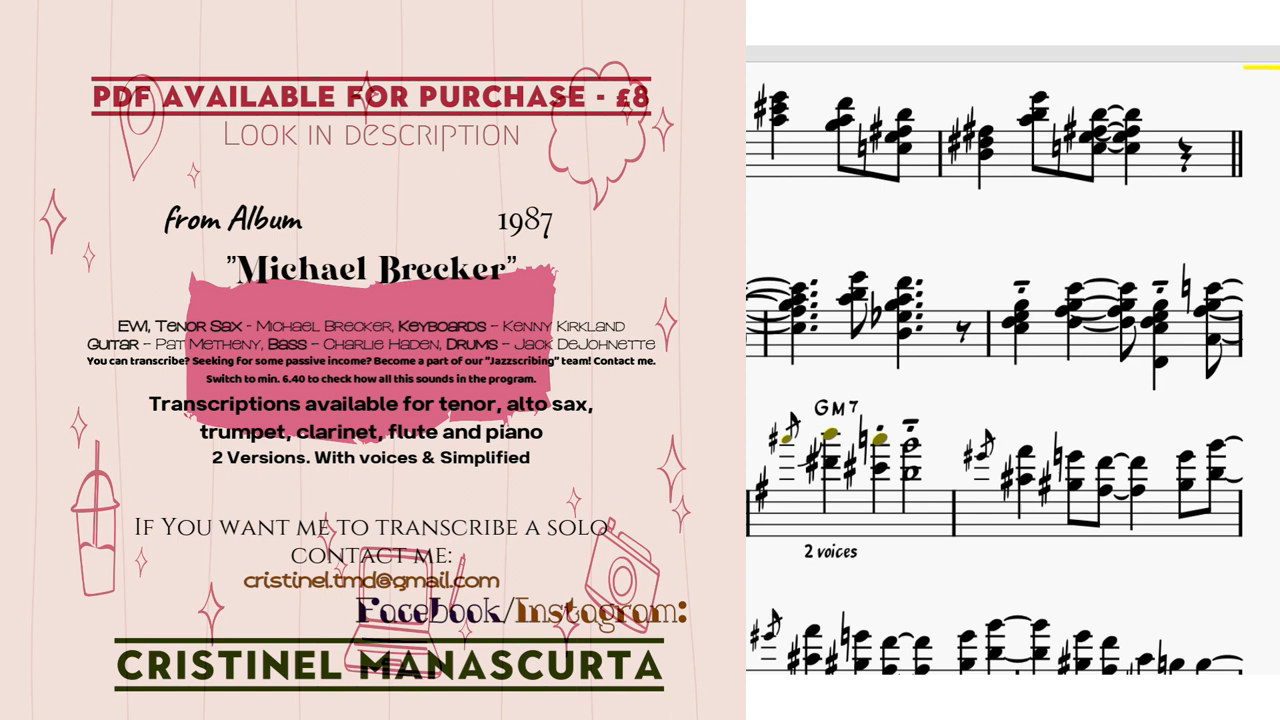 PDF AVAILABLE FOR PURCHASE - £8
LOOK IN DESCRIPTION
from Album 1987
"Michael Brecker"
EWI, TENOR SAX - MICHAEL BRECKER, KEYBOARDS - KENNY KIRKLAND
GUITAR - PAT METHENY, BASS - CHARLIE HADEN, DRUMS - JACK DEJOHNETTE
You can transcribe? Seeking for some passive income? Become a part of our "Jazzscribing" team! Contact me.
Switch to min. 6.40 to check how all this sounds in the program.
Transcriptions available for tenor, alto sax,
trumpet, clarinet, flute and piano
2 Versions. With voices & Simplified
IF YOU WANT ME TO TRANSCRIBE A SOLO
CONTACT ME:
cristinel.tmd@gmail.com
Facebook/Instagram:
CRISTINEL MANASCURTA
GM7
2 voices